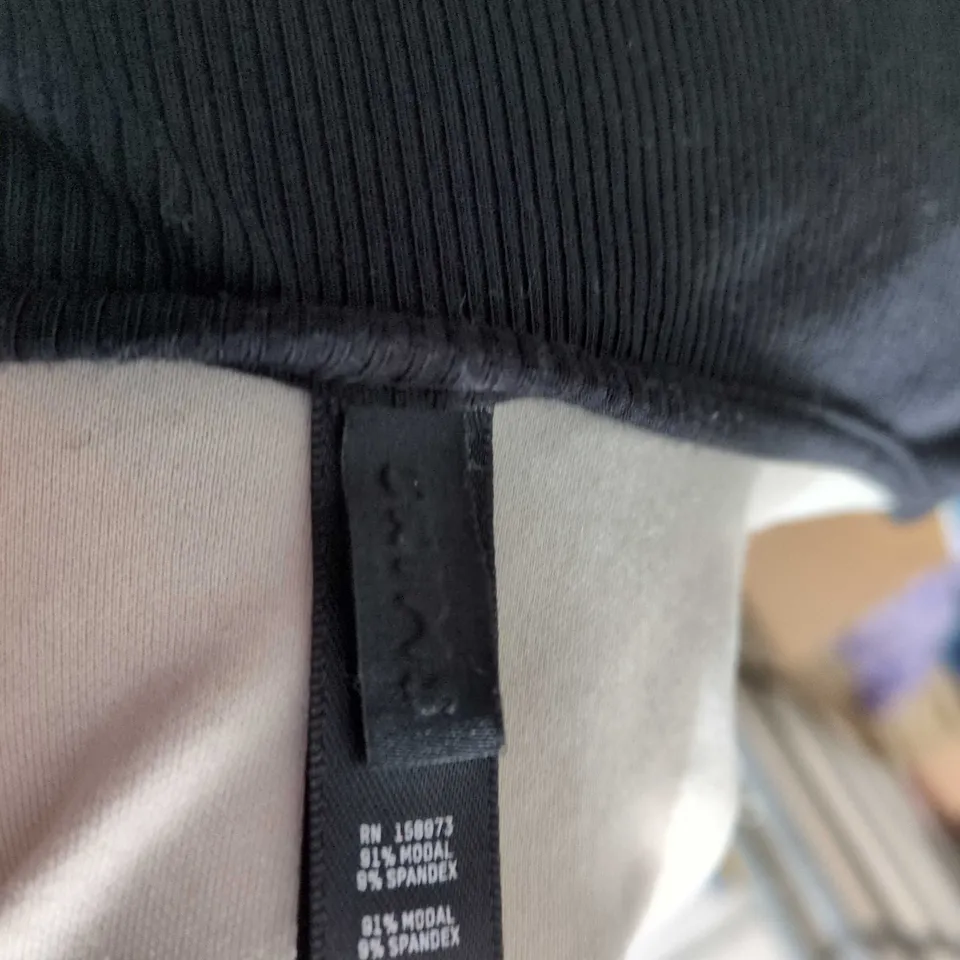 RN 158973
91% MODAL
9% SPANDEX
91% MODAL
9% SPANDEX